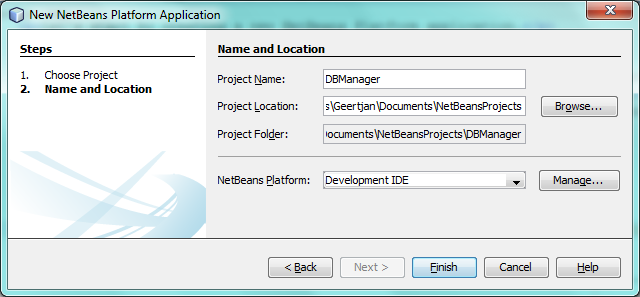 New NetBeans Platform Application
Steps
1. Choose Project
2. Name and Location
Name and Location
Project Name: DBManager
Project Location: s\Geertjan\Documents\NetBeansProjects Browse...
Project Folder: Documents\NetBeansProjects\DBManager
NetBeans Platform: Development IDE Manage...
< Back Next > Finish Cancel Help